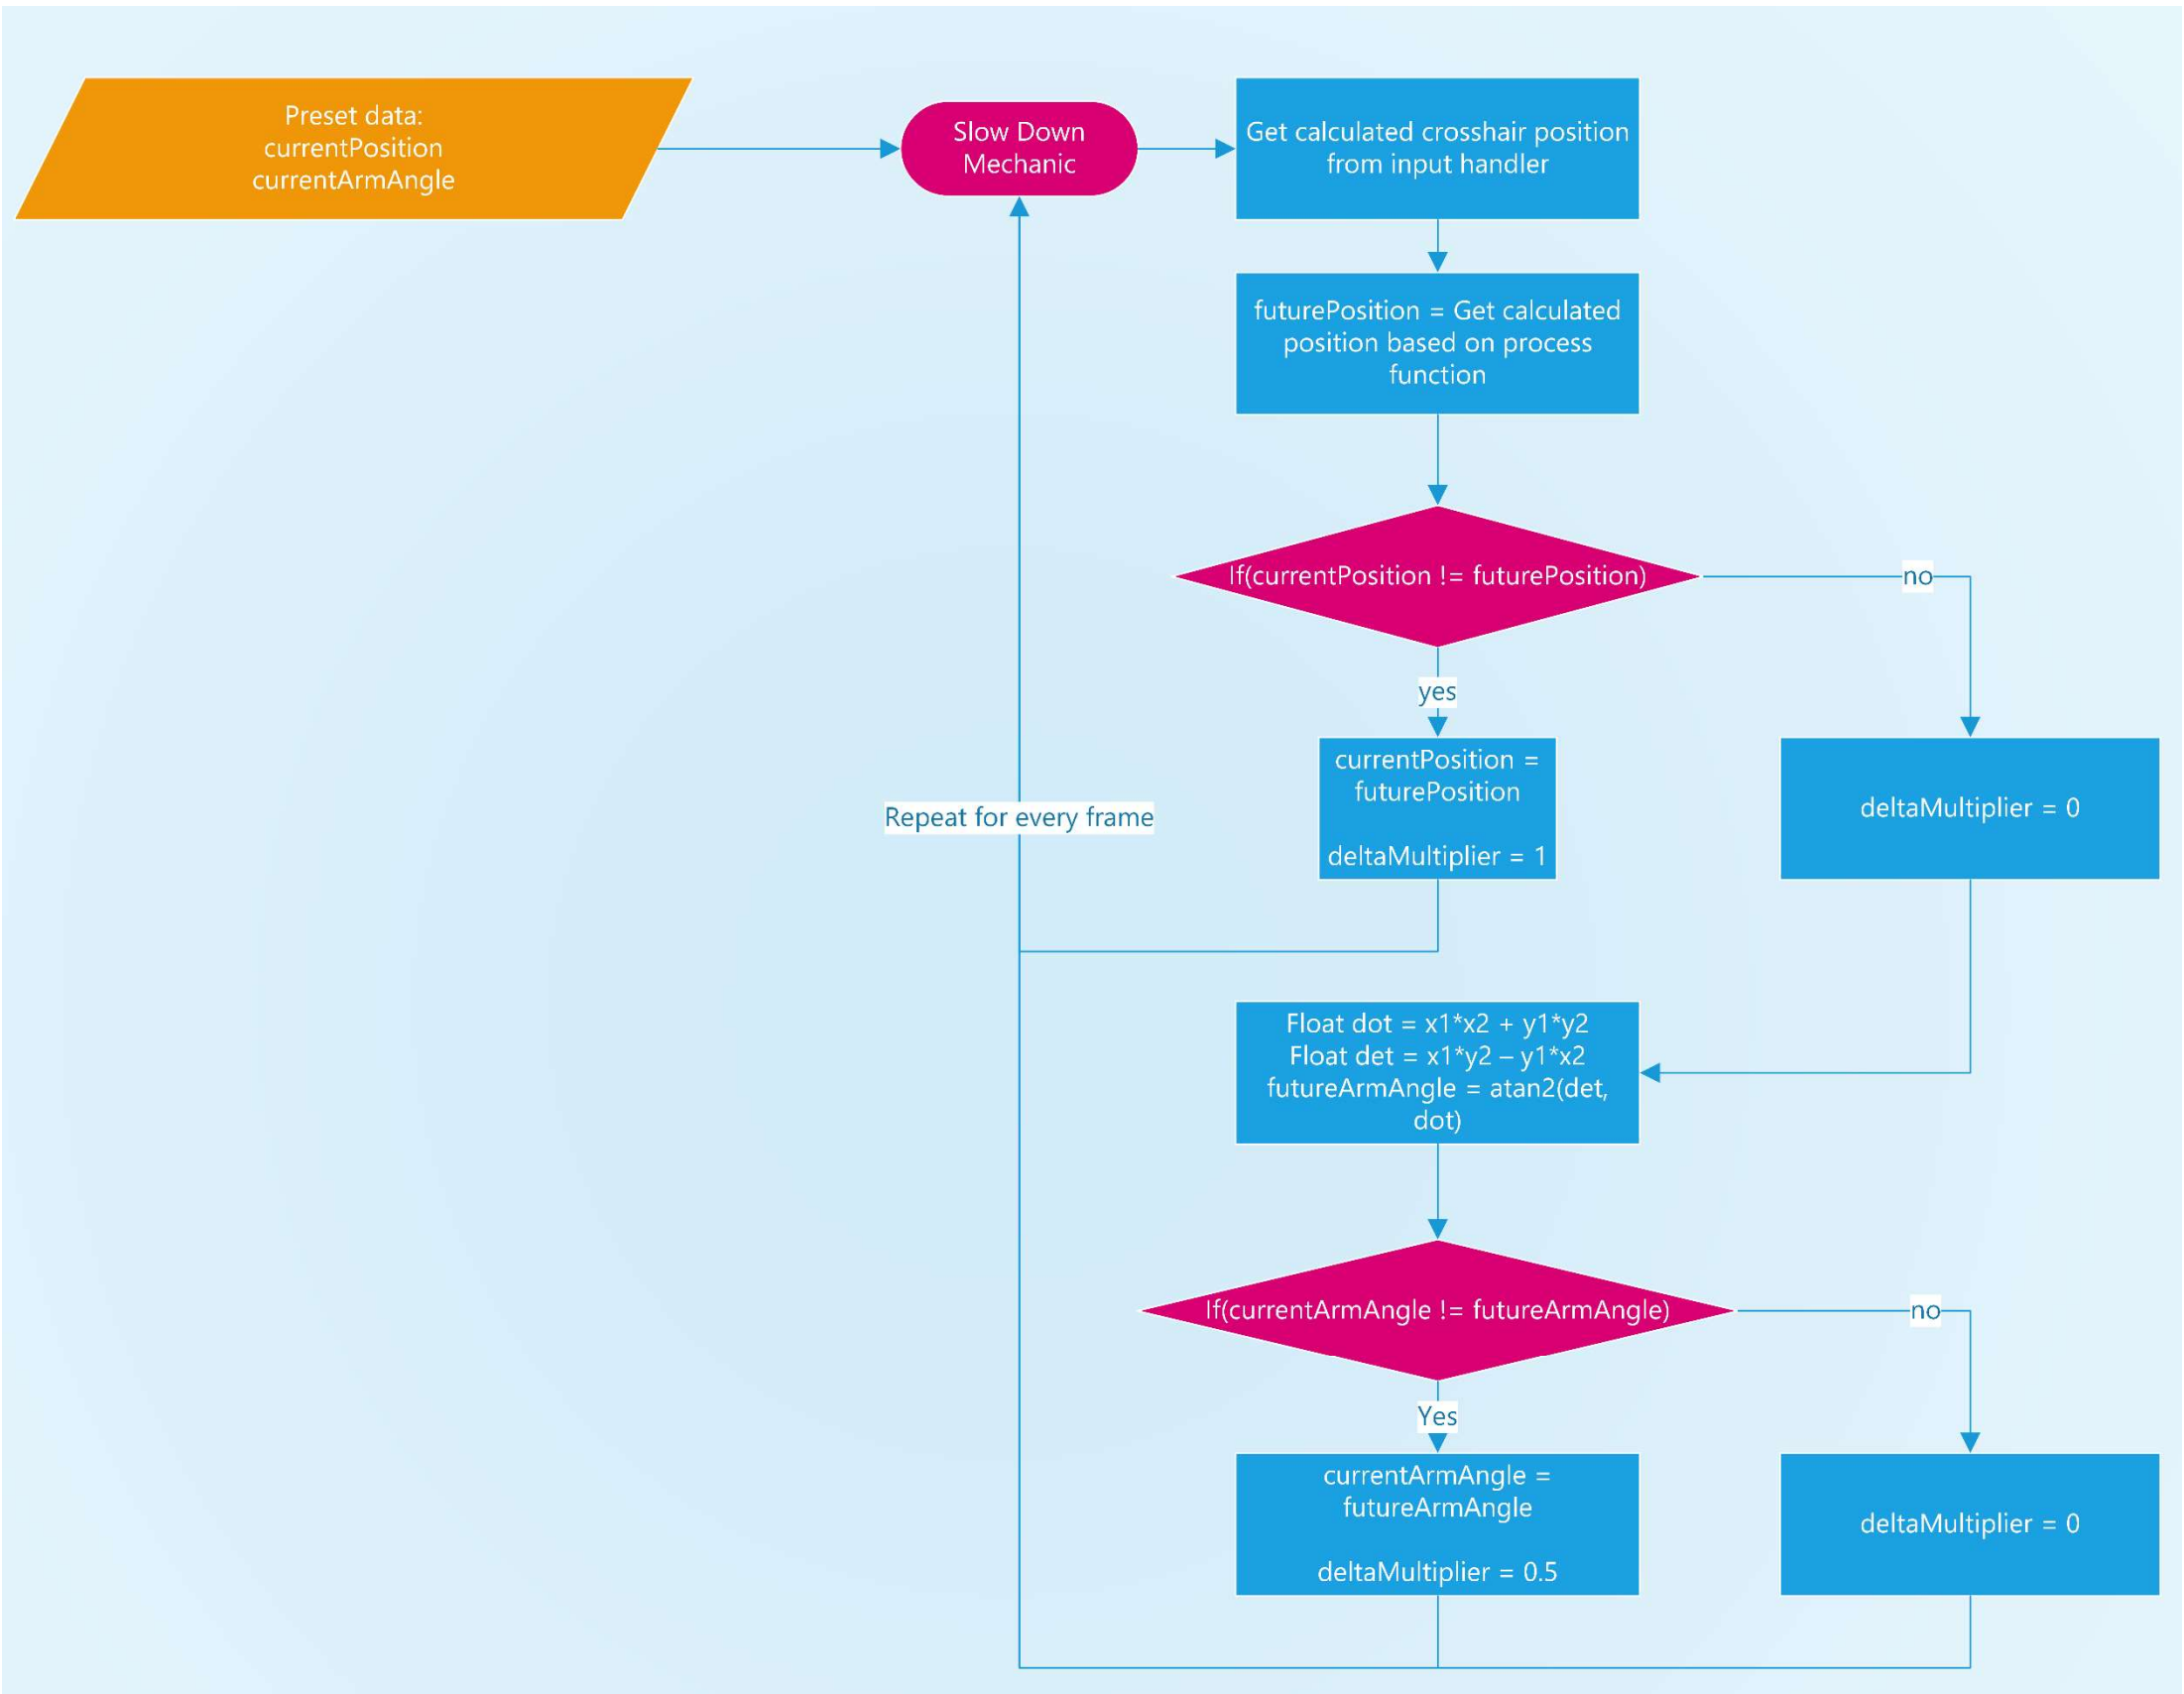 Preset data:
currentPosition
currentArmAngle
Slow Down
Mechanic
Get calculated crosshair position
from input handler
futurePosition = Get calculated
position based on process
function
If(currentPosition != futurePosition)
no
yes
currentPosition =
futurePosition
deltaMultiplier = 1
deltaMultiplier = 0
Repeat for every frame
Float dot = x1*x2 + y1*y2
Float det = x1*y2 – y1*x2
futureArmAngle = atan2(det,
dot)
If(currentArmAngle != futureArmAngle)
no
Yes
currentArmAngle =
futureArmAngle
deltaMultiplier = 0.5
deltaMultiplier = 0